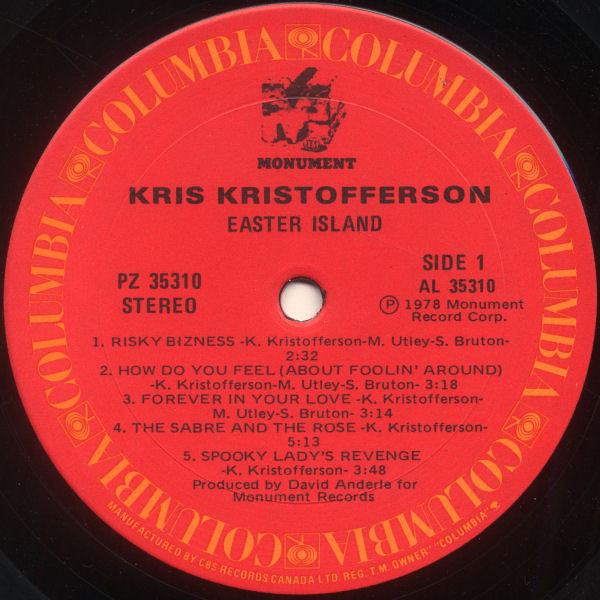 COLUMBIA COLUMBIA COLUMBIA COLUMBIA COLUMBIA COLUMBIA COLUMBIA COLUMBIA
MONUMENT
KRIS KRISTOFFERSON
EASTER ISLAND
PZ 35310
STEREO
SIDE 1
AL 35310
Ⓟ 1978 Monument
Record Corp.
1. RISKY BIZNESS -K. Kristofferson-M. Utley-S. Bruton-
2:32
2. HOW DO YOU FEEL (ABOUT FOOLIN' AROUND)
-K. Kristofferson-M. Utley-S. Bruton- 3:18
3. FOREVER IN YOUR LOVE -K. Kristofferson-
M. Utley-S. Bruton- 3:14
4. THE SABRE AND THE ROSE -K. Kristofferson-
5:13
5. SPOOKY LADY'S REVENGE
-K. Kristofferson- 3:48
Produced by David Anderle for
Monument Records
MANUFACTURED BY CBS RECORDS CANADA LTD. REG. T.M. OWNER "COLUMBIA"